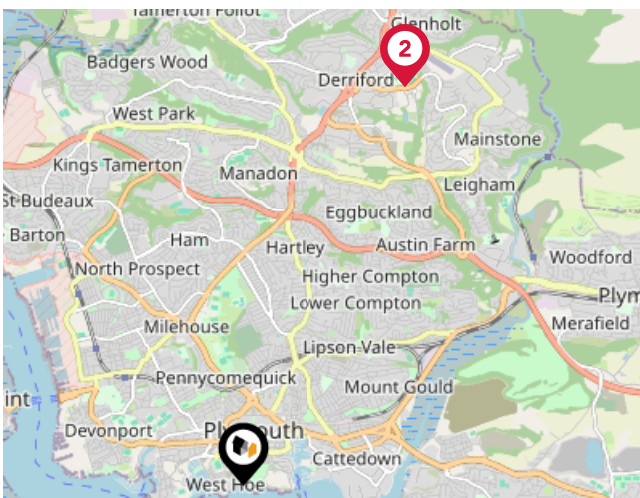 Tamerton Foliot
Glenholt
2
Badgers Wood
Derriford
West Park
Mainstone
Kings Tamerton
Manadon
Leigham
St Budeaux
Eggbuckland
Barton
Ham
Hartley
Austin Farm
Woodford
North Prospect
Higher Compton
Plym
Lower Compton
Milehouse
Merafield
Lipson Vale
Pennycomequick
Mount Gould
int
Devonport
Plymouth
Cattedown
West Hoe